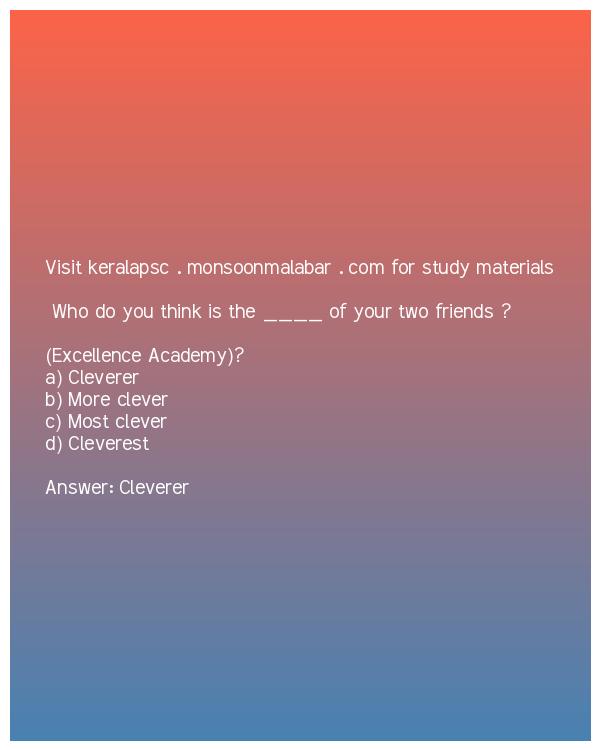 Visit keralapsc . monsoonmalabar . com for study materials
Who do you think is the ____ of your two friends ?
(Excellence Academy)?
a) Cleverer
b) More clever
c) Most clever
d) Cleverest
Answer: Cleverer